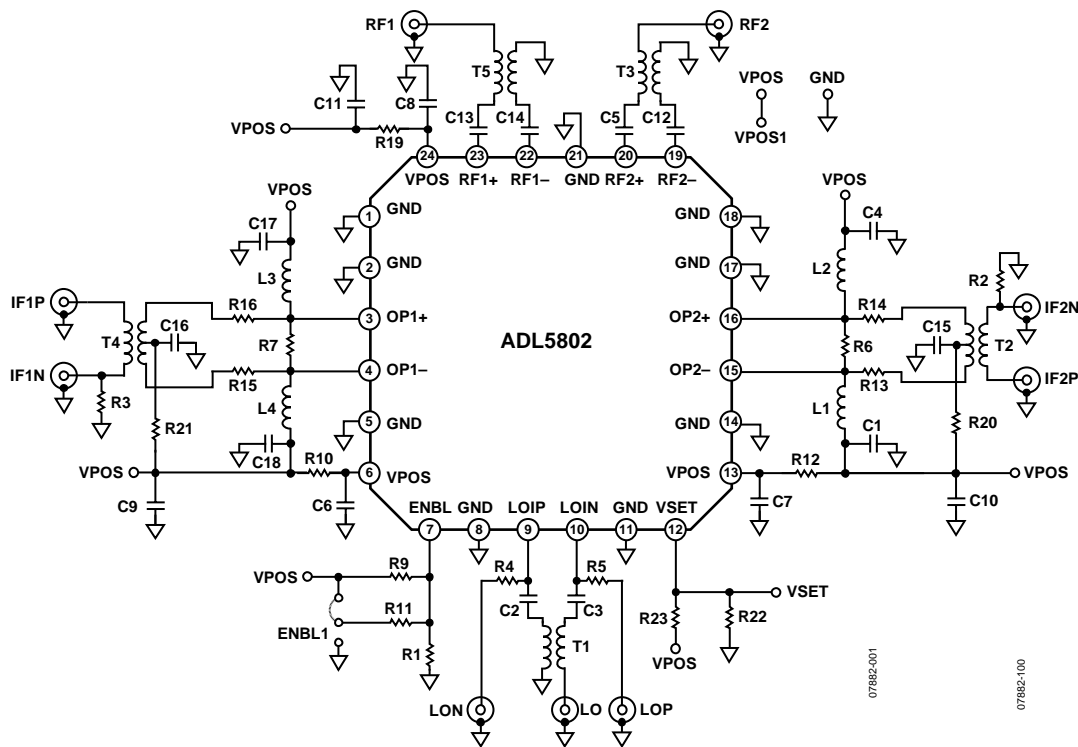 RF1
RF2
T5
T3
VPOS
GND
C11
C8
C13
C14
C5
C12
VPOS
R19
VPOS1
24
23
22
21
20
19
VPOS
RF1+
RF1–
GND
RF2+
RF2–
VPOS
VPOS
1
GND
GND
18
C17
C4
2
GND
GND
17
L3
L2
R2
IF1P
R16
R14
IF2N
C16
3
OP1+
OP2+
16
C15
T4
R7
ADL5802
R6
T2
IF1N
R15
4
OP1–
OP2–
15
R13
IF2P
R3
L4
L1
R21
5
GND
GND
14
R20
C18
C1
VPOS
R10
6
VPOS
VPOS
13
R12
VPOS
C9
C6
ENBL
GND
LOIP
LOIN
GND
VSET
C7
C10
7
8
9
10
11
12
VPOS
R9
R4
R5
VSET
C2
C3
R11
R23
R22
ENBL1
R1
T1
VPOS
LON
LO
LOP
07882-001
07882-100